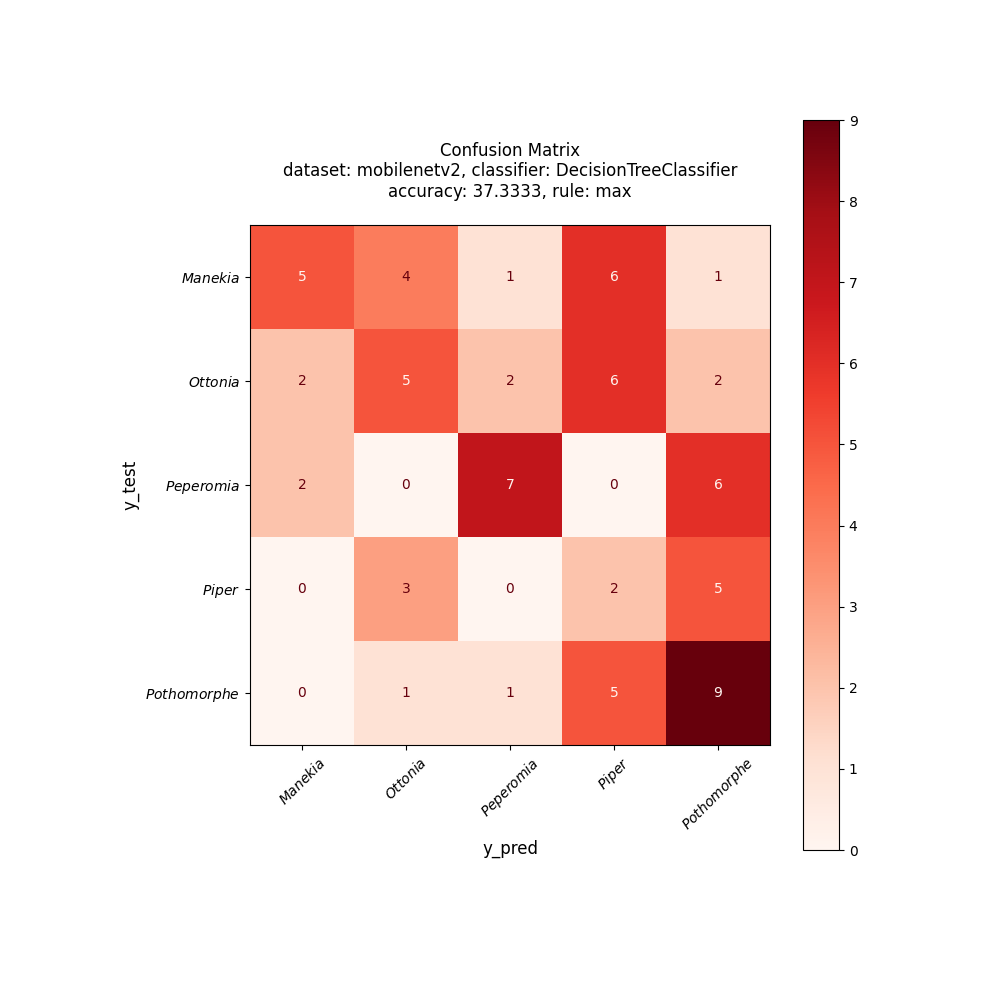 Confusion Matrix
dataset: mobilenetv2, classifier: DecisionTreeClassifier
accuracy: 37.3333, rule: max
Manekia 5 4 1 6 1
Ottonia 2 5 2 6 2
Peperomia 2 0 7 0 6
Piper 0 3 0 2 5
Pothomorphe 0 1 1 5 9
Manekia Ottonia Peperomia Piper Pothomorphe
y_test
y_pred
9
8
7
6
5
4
3
2
1
0